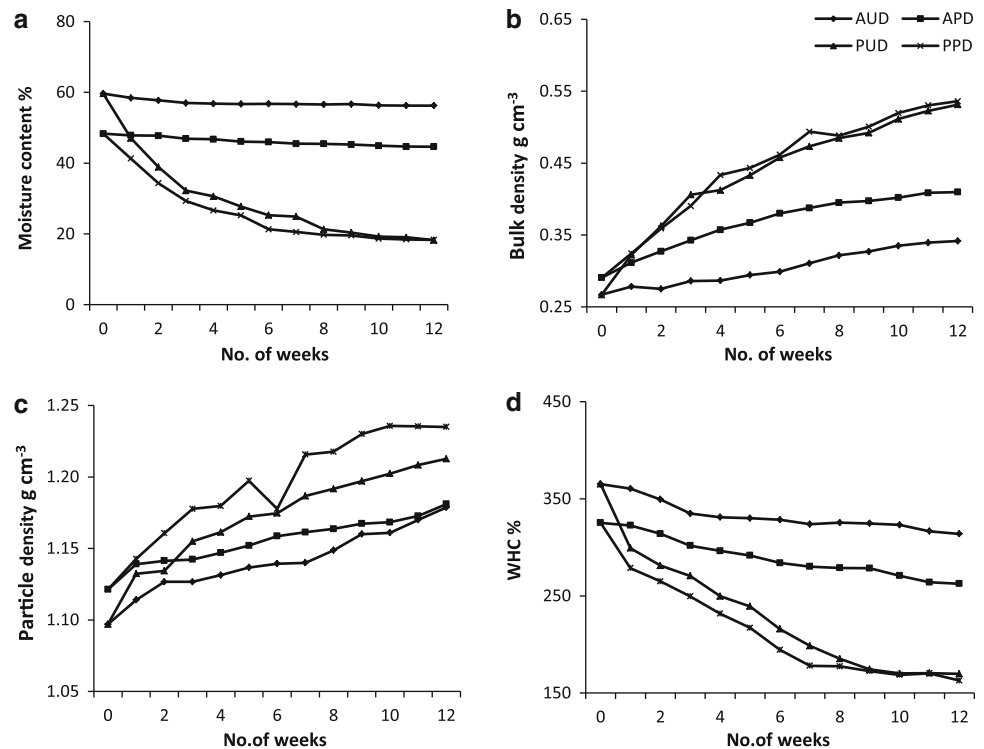 a
80
60
40
20
0
Moisture content %
0 2 4 6 8 10 12
No. of weeks
b
0.65
0.55
0.45
0.35
0.25
Bulk density g cm⁻³
AUD APD
PUD PPD
0 2 4 6 8 10 12
No. of weeks
c
1.25
1.20
1.15
1.10
1.05
Particle density g cm⁻³
0 2 4 6 8 10 12
No.of weeks
d
450
350
250
150
WHC %
0 2 4 6 8 10 12
No.of weeks